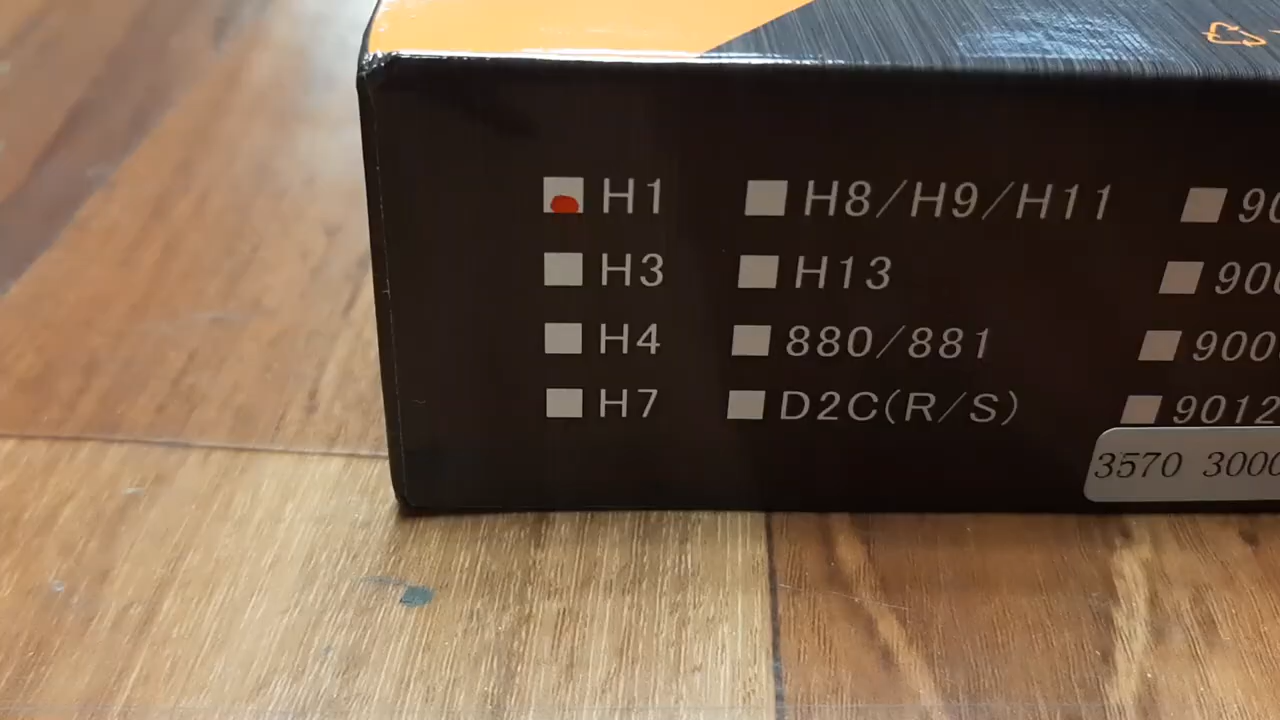 H1 H8/H9/H11
H3 H13
H4 880/881
H7 D2C(R/S) 9012
3570 3000